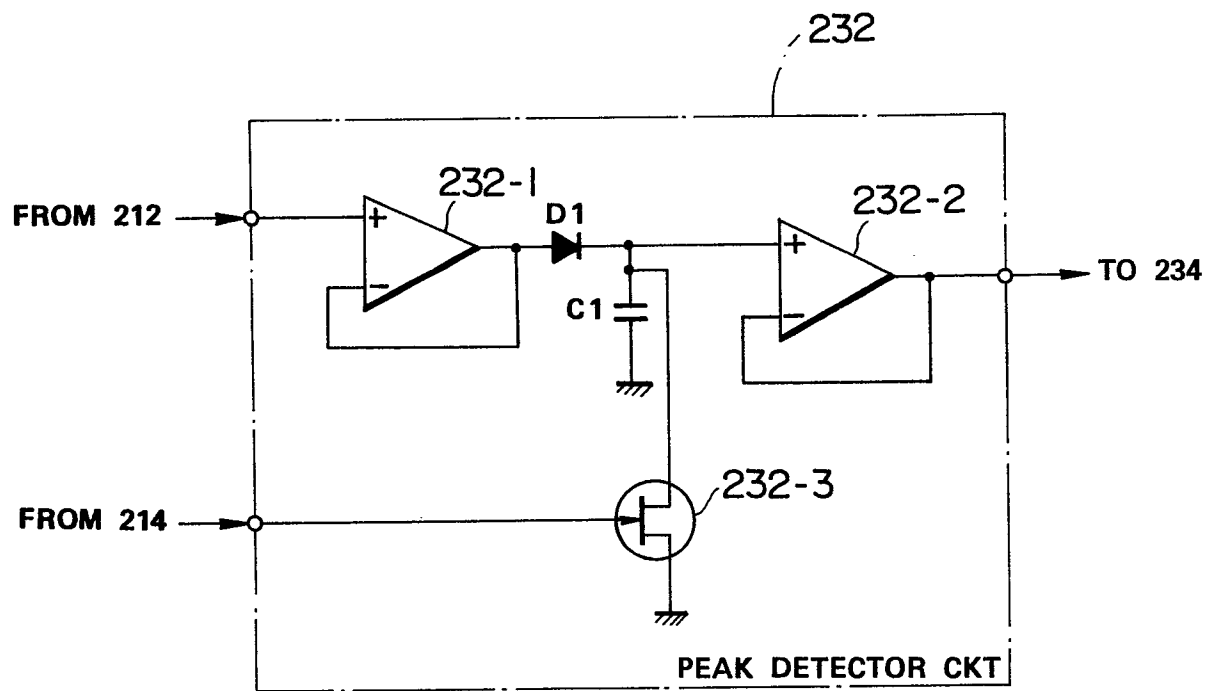 232
232-1
FROM 212
+
−
D1
232-2
+
−
TO 234
C1
232-3
FROM 214
PEAK DETECTOR CKT